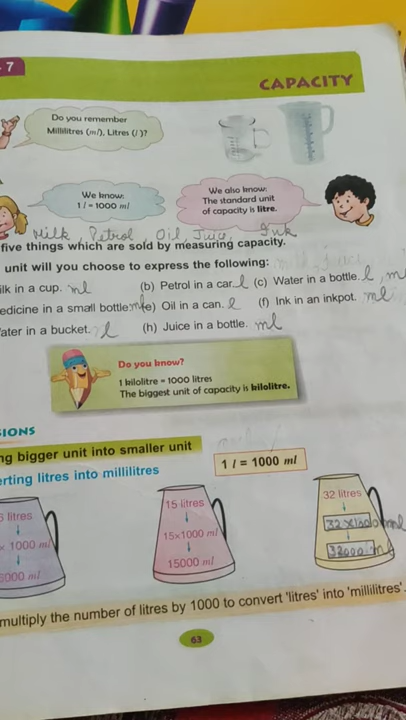 7
CAPACITY
Do you remember
Millilitres (ml), Litres (l)?
We know:
1 l = 1000 ml
We also know:
The standard unit
of capacity is litre.
Milk, Petrol, Oil, Juice, Ink
five things which are sold by measuring capacity.
unit will you choose to express the following:
ilk in a cup. ml (b) Petrol in a car. l (c) Water in a bottle. l, m
edicine in a small bottle. ml (e) Oil in a can. l (f) Ink in an inkpot. ml
ater in a bucket. l (h) Juice in a bottle. ml
Do you know?
1 kilolitre = 1000 litres
The biggest unit of capacity is kilolitre.
SIONS
ng bigger unit into smaller unit
erting litres into millilitres
1 l = 1000 ml
litres
↓
× 1000 ml
↓
000 ml
15 litres
↓
15×1000 ml
↓
15000 ml
32 litres
↓
32 × 1000 ml
↓
32000 ml
multiply the number of litres by 1000 to convert 'litres' into 'millilitres'.
63